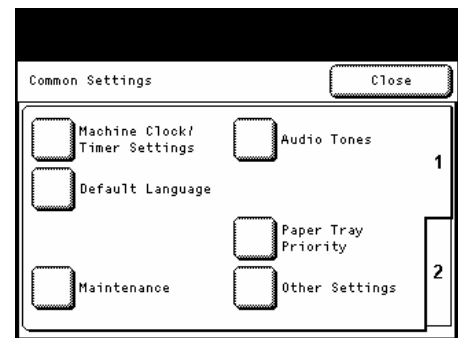 Common Settings
Close
Machine Clock/
Timer Settings
Audio Tones
1
Default Language
Paper Tray
Priority
2
Maintenance
Other Settings